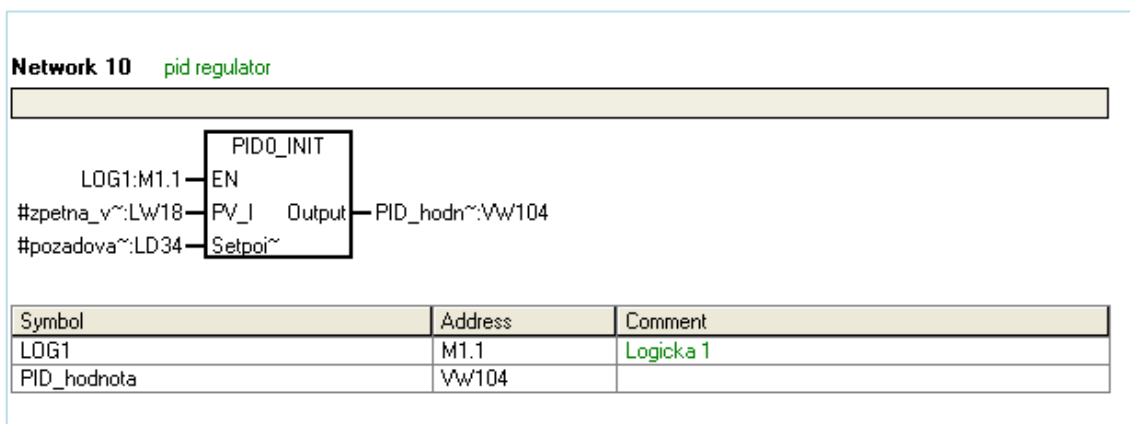 Network 10 pid regulator
PID0_INIT
LOG1:M1.1 EN
#zpetna_v~:LW18 PV_I Output PID_hodn~:VW104
#pozadova~:LD34 Setpoi~
Symbol Address Comment
LOG1 M1.1 Logicka 1
PID_hodnota VW104